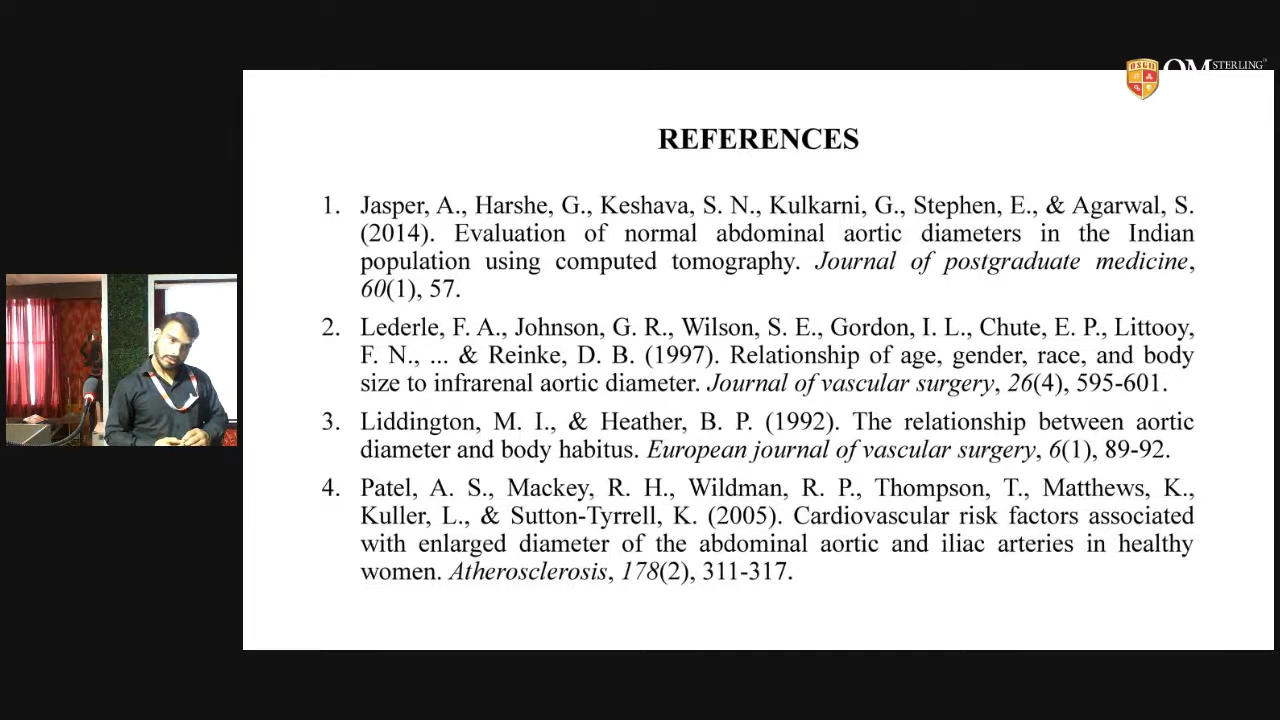 OSGU OM STERLING
REFERENCES
1. Jasper, A., Harshe, G., Keshava, S. N., Kulkarni, G., Stephen, E., & Agarwal, S.
(2014). Evaluation of normal abdominal aortic diameters in the Indian
population using computed tomography. Journal of postgraduate medicine,
60(1), 57.
2. Lederle, F. A., Johnson, G. R., Wilson, S. E., Gordon, I. L., Chute, E. P., Littooy,
F. N., ... & Reinke, D. B. (1997). Relationship of age, gender, race, and body
size to infrarenal aortic diameter. Journal of vascular surgery, 26(4), 595-601.
3. Liddington, M. I., & Heather, B. P. (1992). The relationship between aortic
diameter and body habitus. European journal of vascular surgery, 6(1), 89-92.
4. Patel, A. S., Mackey, R. H., Wildman, R. P., Thompson, T., Matthews, K.,
Kuller, L., & Sutton-Tyrrell, K. (2005). Cardiovascular risk factors associated
with enlarged diameter of the abdominal aortic and iliac arteries in healthy
women. Atherosclerosis, 178(2), 311-317.